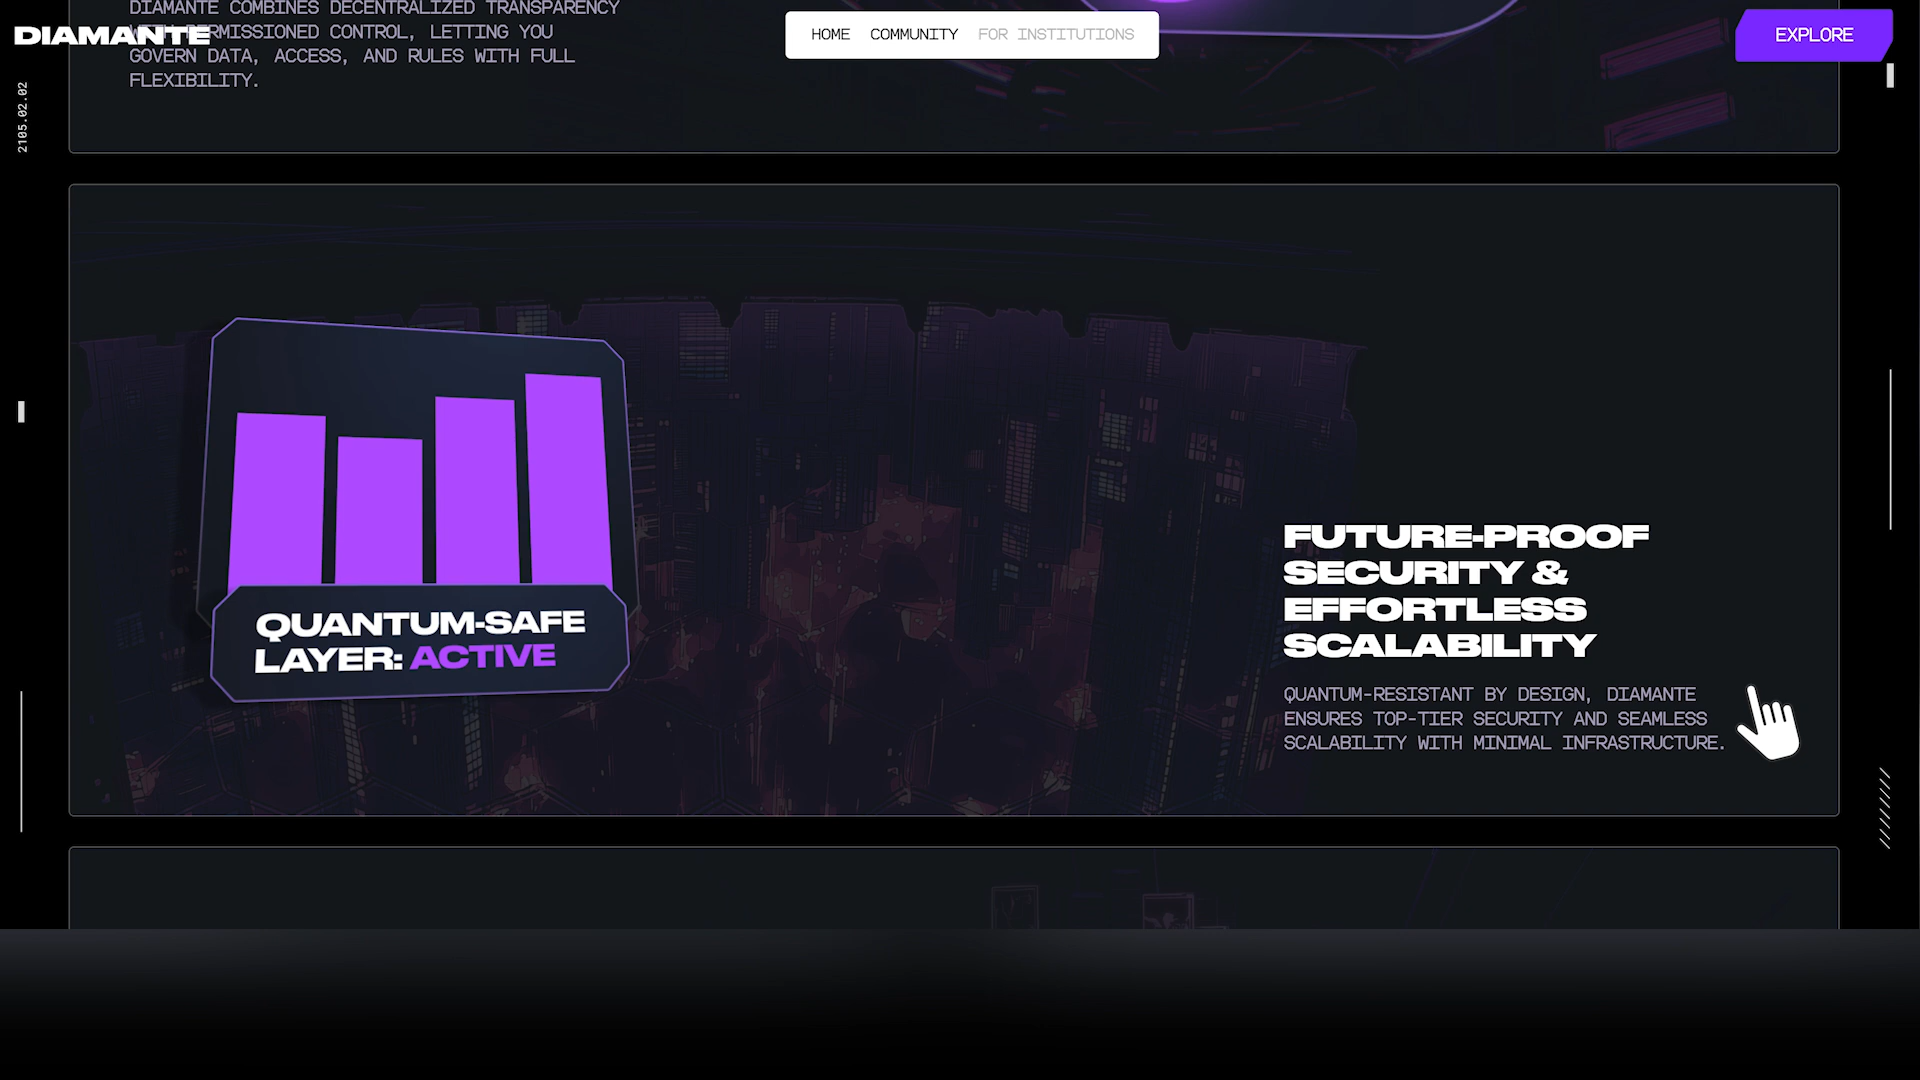 DIAMANTE COMBINES DECENTRALIZED TRANSPARENCY
DIAMANTE
PERMISSIONED CONTROL, LETTING YOU
GOVERN DATA, ACCESS, AND RULES WITH FULL
FLEXIBILITY.
HOME COMMUNITY FOR INSTITUTIONS
EXPLORE
2105.02.02
QUANTUM-SAFE
LAYER: ACTIVE
FUTURE-PROOF
SECURITY &
EFFORTLESS
SCALABILITY
QUANTUM-RESISTANT BY DESIGN, DIAMANTE
ENSURES TOP-TIER SECURITY AND SEAMLESS
SCALABILITY WITH MINIMAL INFRASTRUCTURE.